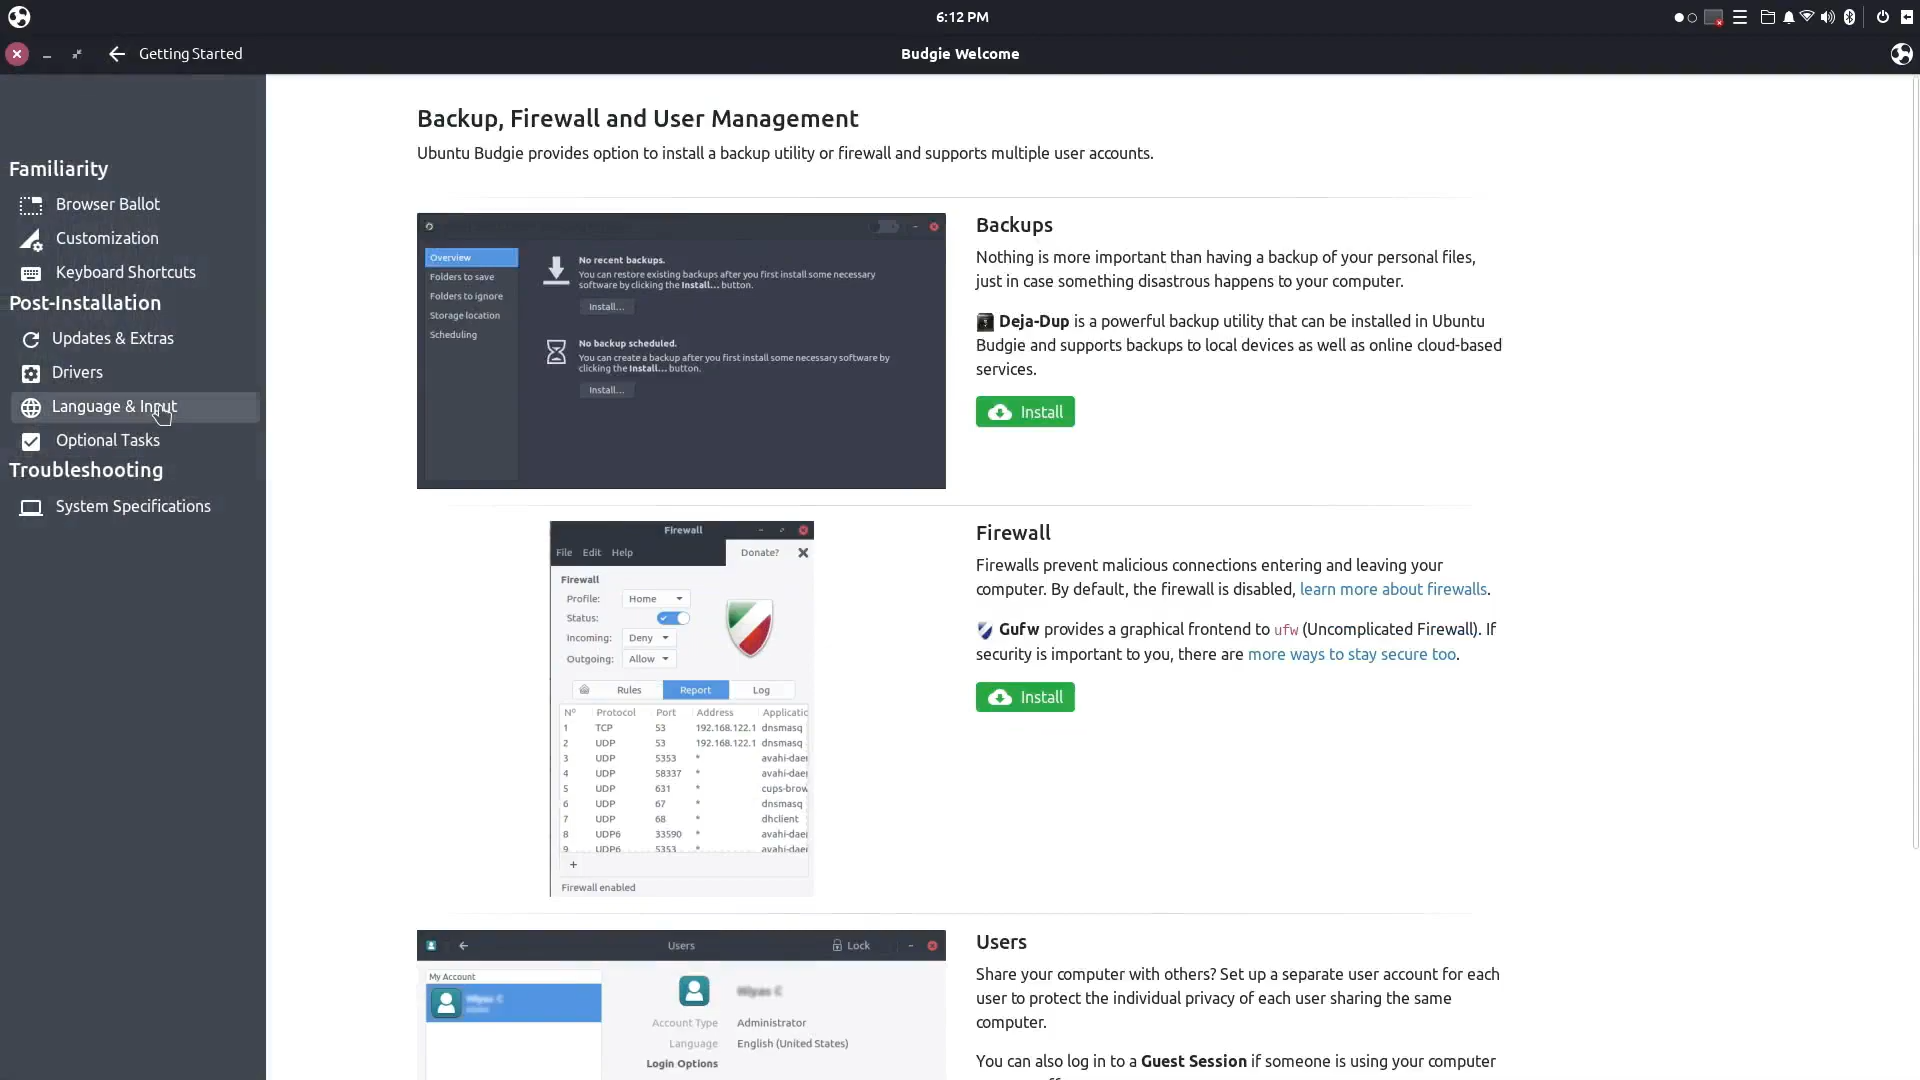 6:12 PM
Getting Started
Budgie Welcome
Familiarity
Browser Ballot
Customization
Keyboard Shortcuts
Post-Installation
Updates & Extras
Drivers
Language & Input
Optional Tasks
Troubleshooting
System Specifications
Backup, Firewall and User Management
Ubuntu Budgie provides option to install a backup utility or firewall and supports multiple user accounts.
Overview
Folders to save
Folders to ignore
Storage location
Scheduling
No recent backups.
You can restore existing backups after you first install some necessary
software by clicking the Install... button.
Install...
No backup scheduled.
You can create a backup after you first install some necessary software by
clicking the Install... button.
Install...
Backups
Nothing is more important than having a backup of your personal files,
just in case something disastrous happens to your computer.
Deja-Dup is a powerful backup utility that can be installed in Ubuntu
Budgie and supports backups to local devices as well as online cloud-based
services.
Install
Firewall
File Edit Help
Donate?
Firewall
Profile: Home
Status:
Incoming: Deny
Outgoing: Allow
Rules Report Log
Nº Protocol Port Address Applicatic
1 TCP 53 192.168.122.1 dnsmasq
2 UDP 53 192.168.122.1 dnsmasq
3 UDP 5353 * avahi-daer
4 UDP 58337 * avahi-daer
5 UDP 631 * cups-brow
6 UDP 67 * dnsmasq
7 UDP 68 * dhclient
8 UDP6 33590 * avahi-daer
9 UDP6 5353 * avahi-daer
+
Firewall enabled
Firewall
Firewalls prevent malicious connections entering and leaving your
computer. By default, the firewall is disabled, learn more about firewalls.
Gufw provides a graphical frontend to ufw (Uncomplicated Firewall). If
security is important to you, there are more ways to stay secure too.
Install
Users
Lock
My Account
Account Type Administrator
Language English (United States)
Login Options
Users
Share your computer with others? Set up a separate user account for each
user to protect the individual privacy of each user sharing the same
computer.
You can also log in to a Guest Session if someone is using your computer